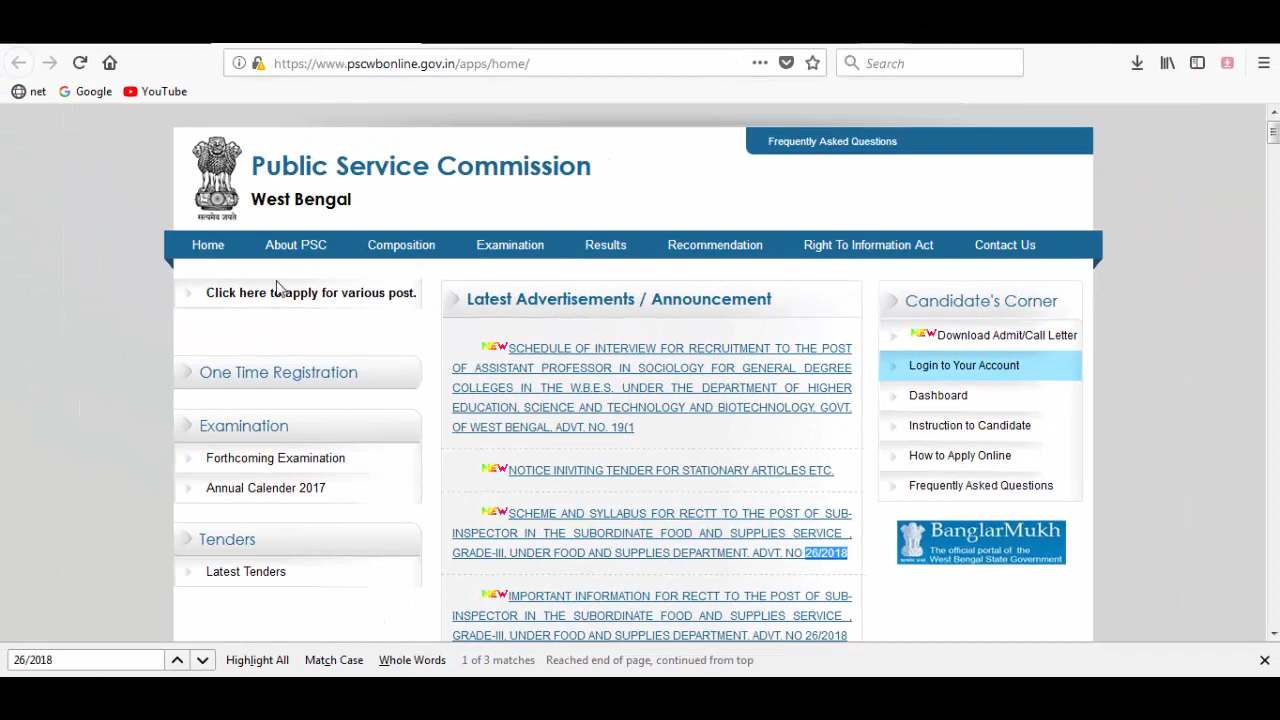 https://www.pscwbonline.gov.in/apps/home/
Search
net
Google
YouTube
Frequently Asked Questions
Public Service Commission
West Bengal
सत्यमेव जयते
Home
About PSC
Composition
Examination
Results
Recommendation
Right To Information Act
Contact Us
Click here to apply for various post.
One Time Registration
Examination
Forthcoming Examination
Annual Calender 2017
Tenders
Latest Tenders
Latest Advertisements / Announcement
NEW SCHEDULE OF INTERVIEW FOR RECRUITMENT TO THE POST
OF ASSISTANT PROFESSOR IN SOCIOLOGY FOR GENERAL DEGREE
COLLEGES IN THE W.B.E.S. UNDER THE DEPARTMENT OF HIGHER
EDUCATION, SCIENCE AND TECHNOLOGY AND BIOTECHNOLOGY, GOVT.
OF WEST BENGAL, ADVT. NO. 19(1
NEW NOTICE INIVITING TENDER FOR STATIONARY ARTICLES ETC.
NEW SCHEME AND SYLLABUS FOR RECTT TO THE POST OF SUB-
INSPECTOR IN THE SUBORDINATE FOOD AND SUPPLIES SERVICE ,
GRADE-III, UNDER FOOD AND SUPPLIES DEPARTMENT. ADVT. NO 26/2018
NEW IMPORTANT INFORMATION FOR RECTT TO THE POST OF SUB-
INSPECTOR IN THE SUBORDINATE FOOD AND SUPPLIES SERVICE ,
GRADE-III, UNDER FOOD AND SUPPLIES DEPARTMENT. ADVT. NO 26/2018
Candidate's Corner
NEW Download Admit/Call Letter
Login to Your Account
Dashboard
Instruction to Candidate
How to Apply Online
Frequently Asked Questions
BanglarMukh
The official portal of the
West Bengal State Government
26/2018
Highlight All
Match Case
Whole Words
1 of 3 matches
Reached end of page, continued from top